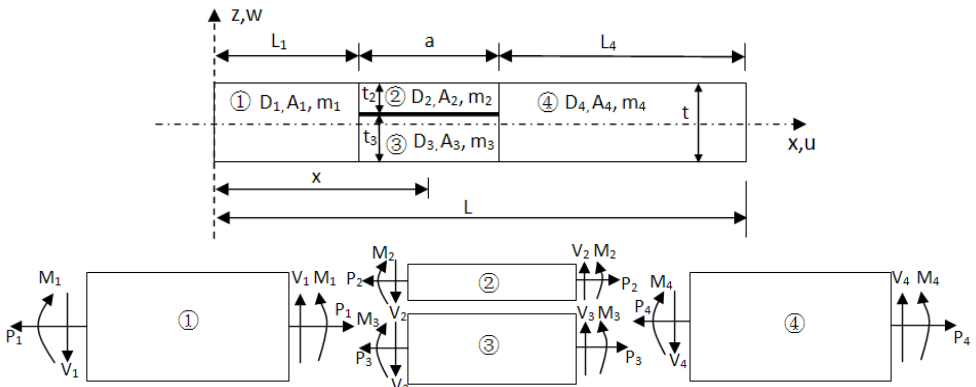 z,w
L₁ a L₄
① D₁,A₁, m₁
t₂ ② D₂,A₂, m₂
④ D₄,A₄, m₄
t
t₃ ③ D₃,A₃, m₃
x,u
x
L
M₁ V₁ M₁ M₂ V₂ M₂ M₄ V₄ M₄
P₂ ② P₂
P₁ ① P₁ V₂ V₃ M₃ P₄ ④ P₄
M₃
V₁ P₃ ③ P₃ V₄